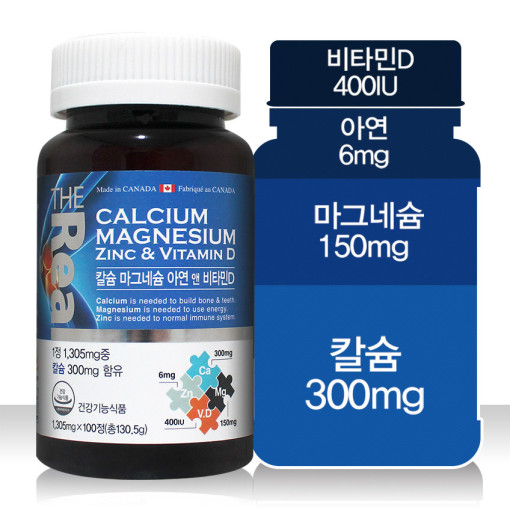 Made in CANADA Fabriqué au CANADA
THE
Rea
CALCIUM
MAGNESIUM
ZINC & VITAMIN D
칼슘 마그네슘 아연 앤 비타민D
Calcium is needed to build bone & teeth.
Magnesium is needed to use energy.
Zinc is needed to normal immune system.
1정 1,305mg중
칼슘 300mg 함유
건강기능식품
1,305mg×100정(총130.5g)
300mg
6mg
Ca
Zn
Mg
V.D
400IU
150mg
비타민D
400IU
아연
6mg
마그네슘
150mg
칼슘
300mg